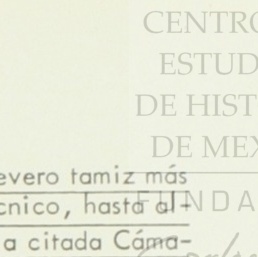 CENTRO
ESTUD
DE HIST
DE MEX
evero tamiz más
cnico, hasta al-
FUNDA
a citada Cáma-